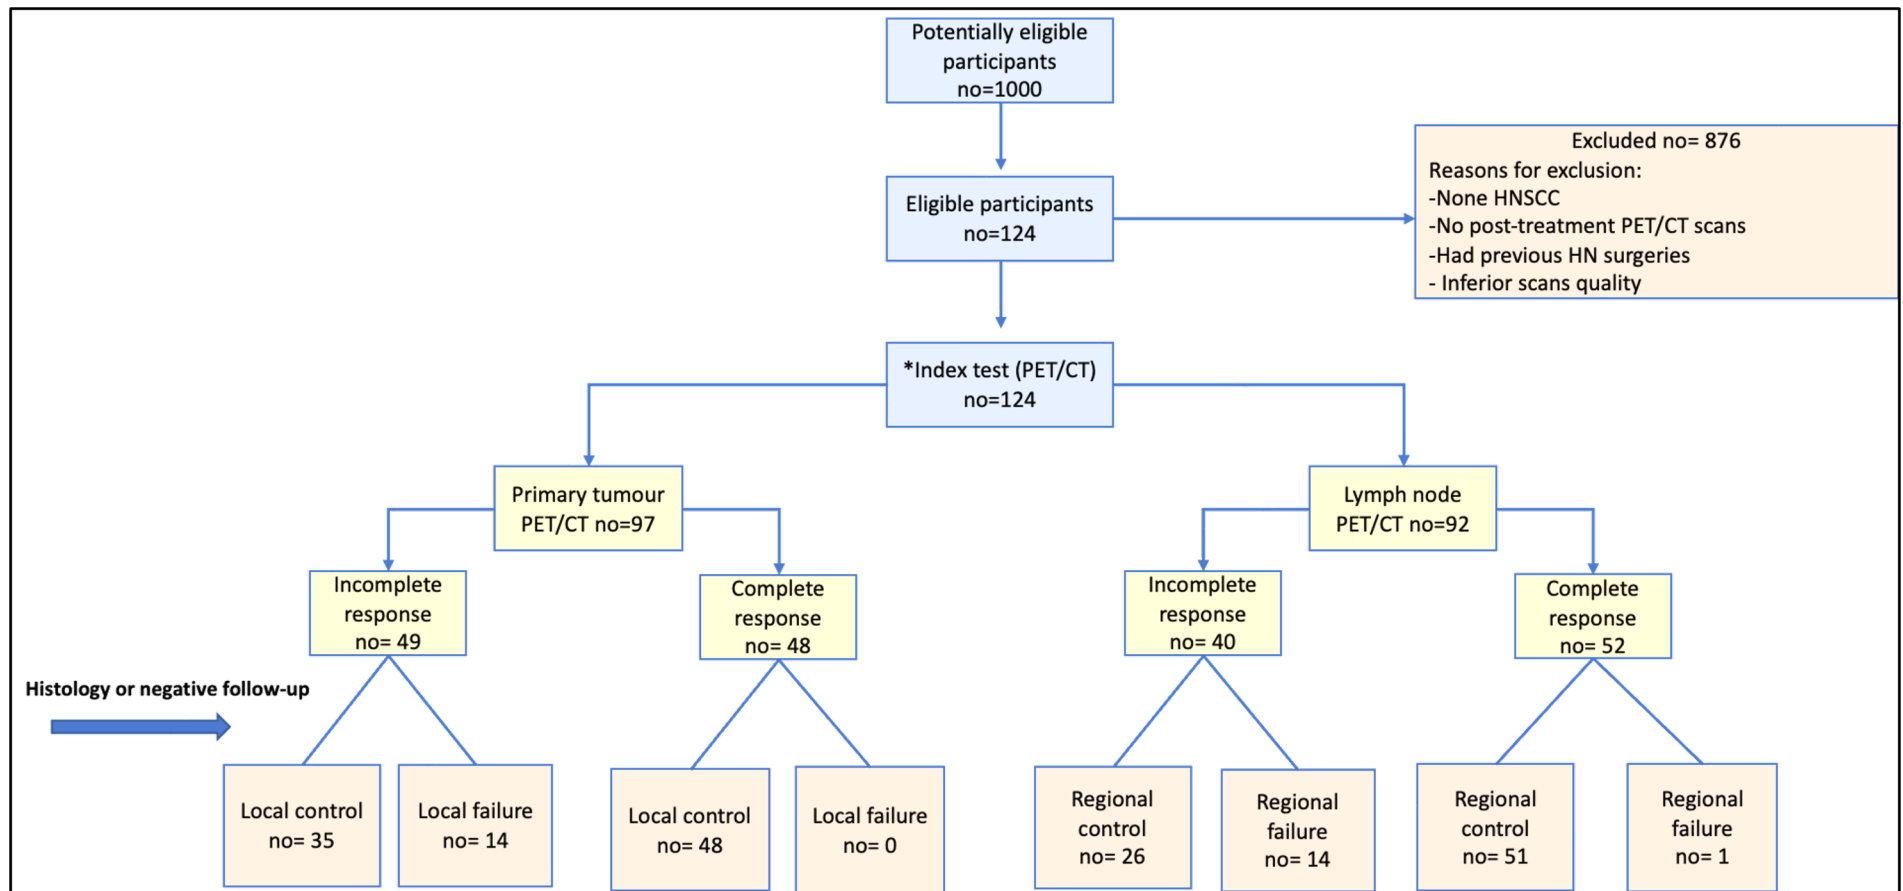 Potentially eligible
participants
no=1000
Excluded no= 876
Reasons for exclusion:
-None HNSCC
-No post-treatment PET/CT scans
-Had previous HN surgeries
- Inferior scans quality
Eligible participants
no=124
*Index test (PET/CT)
no=124
Primary tumour
PET/CT no=97
Lymph node
PET/CT no=92
Incomplete
response
no= 49
Complete
response
no= 48
Incomplete
response
no= 40
Complete
response
no= 52
Histology or negative follow-up
Local control
no= 35
Local failure
no= 14
Local control
no= 48
Local failure
no= 0
Regional
control
no= 26
Regional
failure
no= 14
Regional
control
no= 51
Regional
failure
no= 1